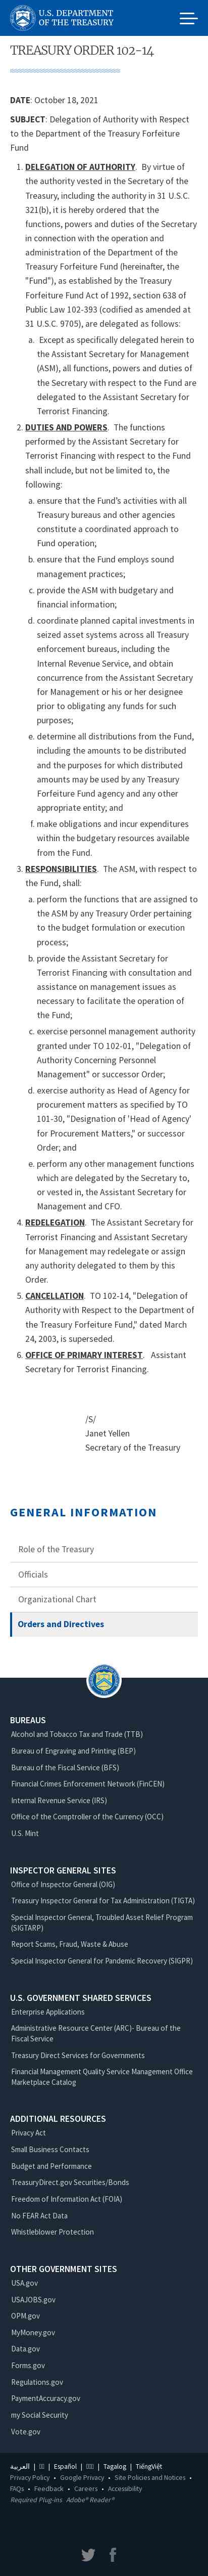 U.S. DEPARTMENT
OF THE TREASURY
TREASURY ORDER 102-14
DATE: October 18, 2021
SUBJECT: Delegation of Authority with Respect
to the Department of the Treasury Forfeiture
Fund
1. DELEGATION OF AUTHORITY. By virtue of
the authority vested in the Secretary of the
Treasury, including the authority in 31 U.S.C.
321(b), it is hereby ordered that the
functions, powers and duties of the Secretary
in connection with the operation and
administration of the Department of the
Treasury Forfeiture Fund (hereinafter, the
"Fund"), as established by the Treasury
Forfeiture Fund Act of 1992, section 638 of
Public Law 102-393 (codified as amended at
31 U.S.C. 9705), are delegated as follows:
a. Except as specifically delegated herein to
the Assistant Secretary for Management
(ASM), all functions, powers and duties of
the Secretary with respect to the Fund are
delegated to the Assistant Secretary for
Terrorist Financing.
2. DUTIES AND POWERS. The functions
performed by the Assistant Secretary for
Terrorist Financing with respect to the Fund
shall include, but not be limited to, the
following:
a. ensure that the Fund's activities with all
Treasury bureaus and other agencies
constitute a coordinated approach to
Fund operation;
b. ensure that the Fund employs sound
management practices;
c. provide the ASM with budgetary and
financial information;
d. coordinate planned capital investments in
seized asset systems across all Treasury
enforcement bureaus, including the
Internal Revenue Service, and obtain
concurrence from the Assistant Secretary
for Management or his or her designee
prior to obligating any funds for such
purposes;
e. determine all distributions from the Fund,
including the amounts to be distributed
and the purposes for which distributed
amounts may be used by any Treasury
Forfeiture Fund agency and any other
appropriate entity; and
f. make obligations and incur expenditures
within the budgetary resources available
from the Fund.
3. RESPONSIBILITIES. The ASM, with respect to
the Fund, shall:
a. perform the functions that are assigned to
the ASM by any Treasury Order pertaining
to the budget formulation or execution
process;
b. provide the Assistant Secretary for
Terrorist Financing with consultation and
assistance on management issues as
necessary to facilitate the operation of
the Fund;
c. exercise personnel management authority
granted under TO 102-01, "Delegation of
Authority Concerning Personnel
Management" or successor Order;
d. exercise authority as Head of Agency for
procurement matters as specified by TO
101-30, "Designation of 'Head of Agency'
for Procurement Matters," or successor
Order; and
e. perform any other management functions
which are delegated by the Secretary to,
or vested in, the Assistant Secretary for
Management and CFO.
4. REDELEGATION. The Assistant Secretary for
Terrorist Financing and Assistant Secretary
for Management may redelegate or assign
any authority delegated to them by this
Order.
5. CANCELLATION. TO 102-14, "Delegation of
Authority with Respect to the Department of
the Treasury Forfeiture Fund," dated March
24, 2003, is superseded.
6. OFFICE OF PRIMARY INTEREST. Assistant
Secretary for Terrorist Financing.
/S/
Janet Yellen
Secretary of the Treasury
GENERAL INFORMATION
Role of the Treasury
Officials
Organizational Chart
Orders and Directives
BUREAUS
Alcohol and Tobacco Tax and Trade (TTB)
Bureau of Engraving and Printing (BEP)
Bureau of the Fiscal Service (BFS)
Financial Crimes Enforcement Network (FinCEN)
Internal Revenue Service (IRS)
Office of the Comptroller of the Currency (OCC)
U.S. Mint
INSPECTOR GENERAL SITES
Office of Inspector General (OIG)
Treasury Inspector General for Tax Administration (TIGTA)
Special Inspector General, Troubled Asset Relief Program
(SIGTARP)
Report Scams, Fraud, Waste & Abuse
Special Inspector General for Pandemic Recovery (SIGPR)
U.S. GOVERNMENT SHARED SERVICES
Enterprise Applications
Administrative Resource Center (ARC)- Bureau of the
Fiscal Service
Treasury Direct Services for Governments
Financial Management Quality Service Management Office
Marketplace Catalog
ADDITIONAL RESOURCES
Privacy Act
Small Business Contacts
Budget and Performance
TreasuryDirect.gov Securities/Bonds
Freedom of Information Act (FOIA)
No FEAR Act Data
Whistleblower Protection
OTHER GOVERNMENT SITES
USA.gov
USAJOBS.gov
OPM.gov
MyMoney.gov
Data.gov
Forms.gov
Regulations.gov
PaymentAccuracy.gov
my Social Security
Vote.gov
العربية | | Español | | Tagalog | TiếngViệt
Privacy Policy • Google Privacy • Site Policies and Notices •
FAQs • Feedback • Careers • Accessibility
Required Plug-ins Adobe® Reader®